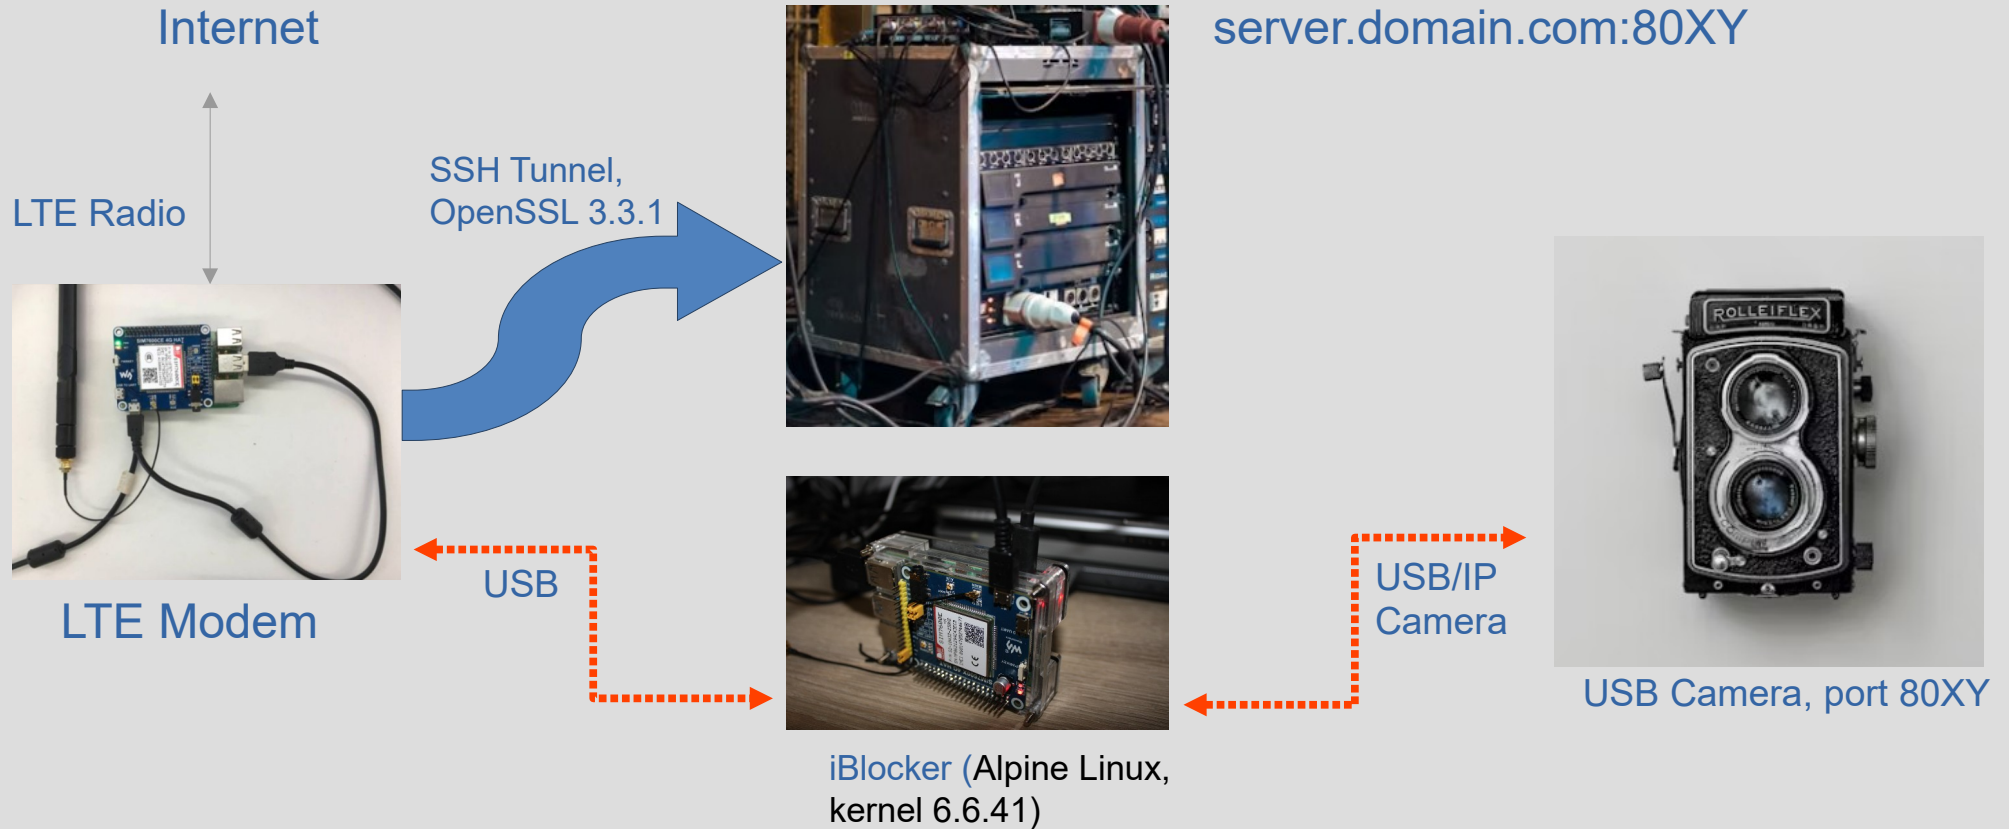 Internet
server.domain.com:80XY
SSH Tunnel,
OpenSSL 3.3.1
LTE Radio
ROLLEIFLEX
USB
USB/IP
Camera
LTE Modem
USB Camera, port 80XY
iBlocker (Alpine Linux,
kernel 6.6.41)